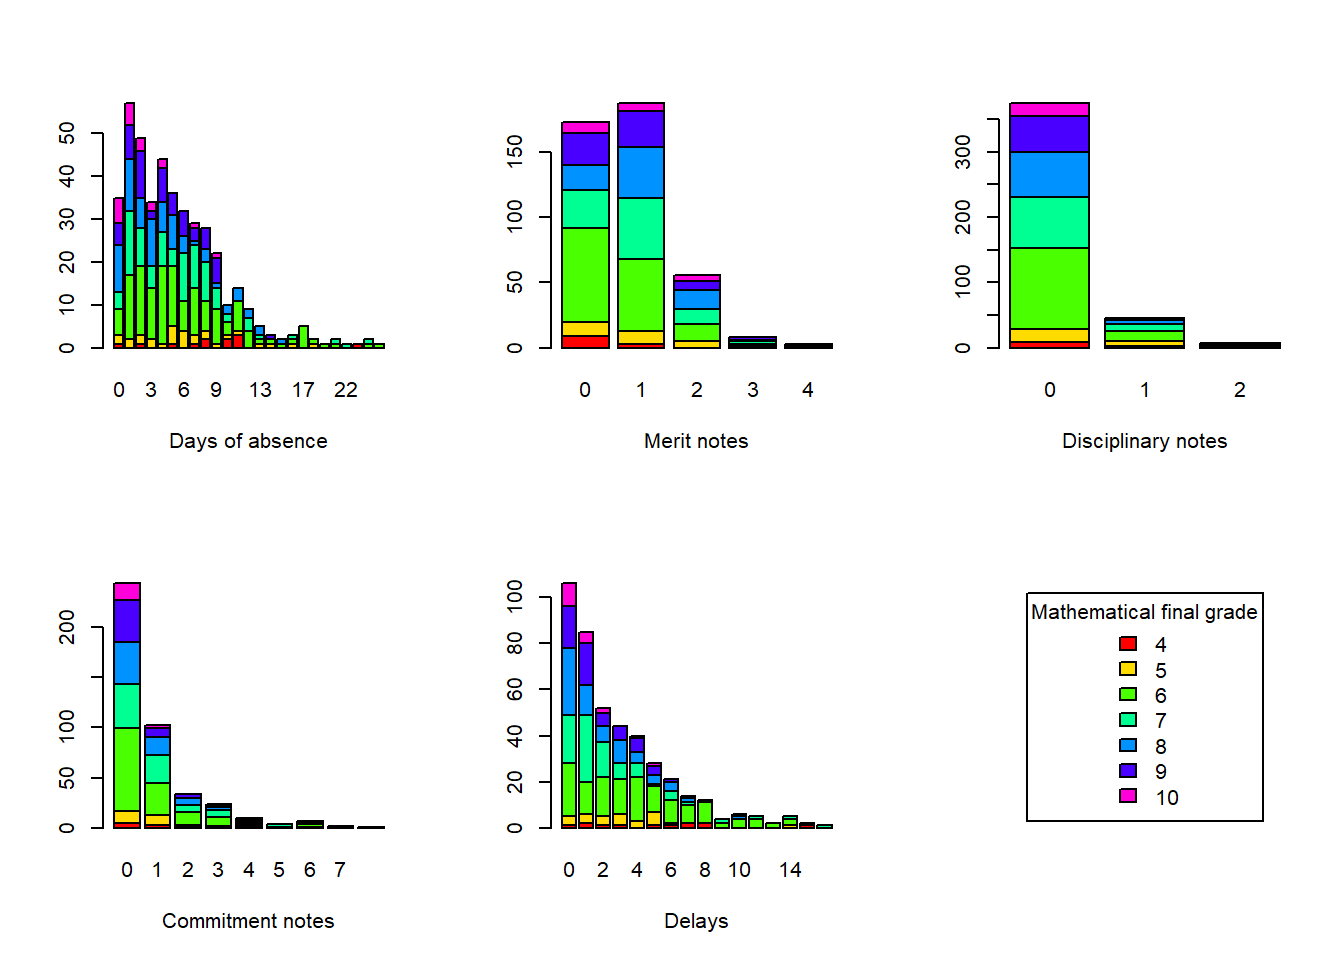 0 10 20 30 40 50
0 3 6 9 13 17 22
Days of absence
0 50 100 150
0 1 2 3 4
Merit notes
0 100 200 300
0 1 2
Disciplinary notes
0 50 100 200
0 1 2 3 4 5 6 7
Commitment notes
0 20 40 60 80 100
0 2 4 6 8 10 14
Delays
Mathematical final grade
4
5
6
7
8
9
10